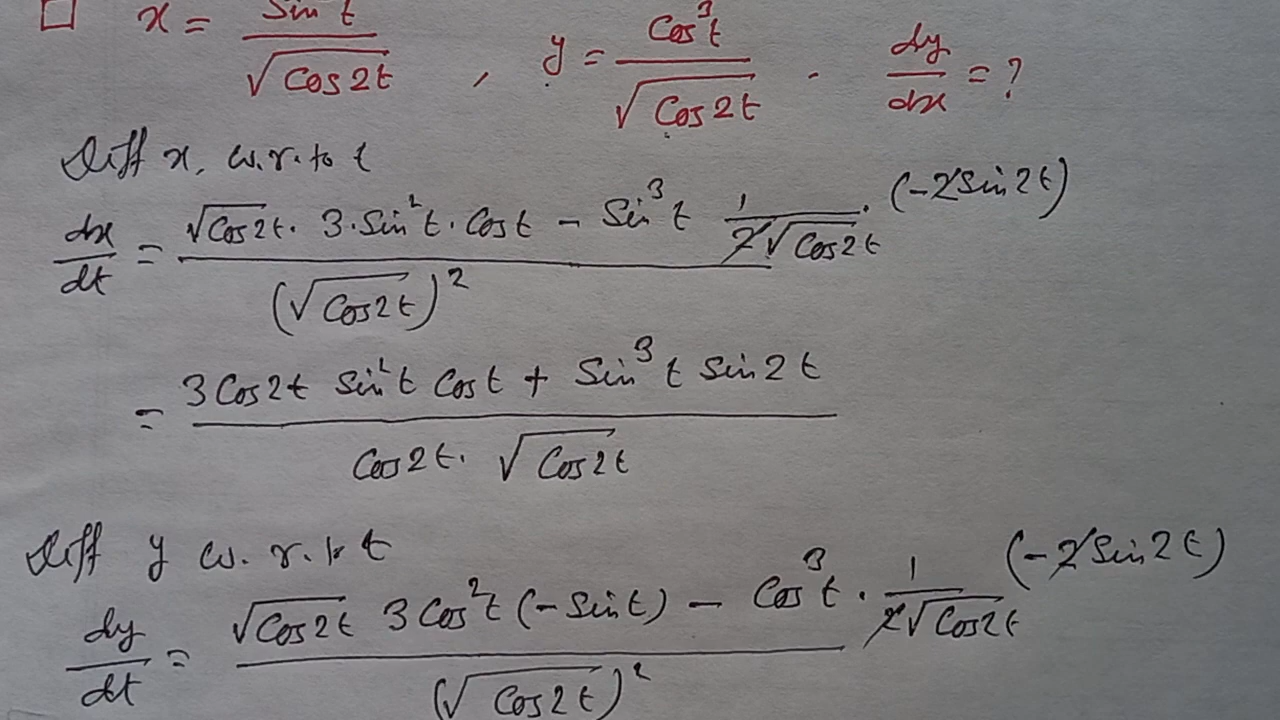 □ x = Sin t / √Cos2t , y = Cos³t / √Cos2t . dy/dx = ?
Diff x, w.r.to t
dx/dt = (√Cos2t · 3·Sin²t·Cost − Sin³t 1/(2√Cos2t) · (−2Sin2t)) / (√Cos2t)²
= (3Cos2t Sin²t Cost + Sin³t Sin2t) / (Cos2t · √Cos2t)
Diff y w.r.to t
dy/dt = (√Cos2t 3Cos²t (−Sint) − Cos³t · 1/(2√Cos2t) (−2Sin2t)) / (√Cos2t)²